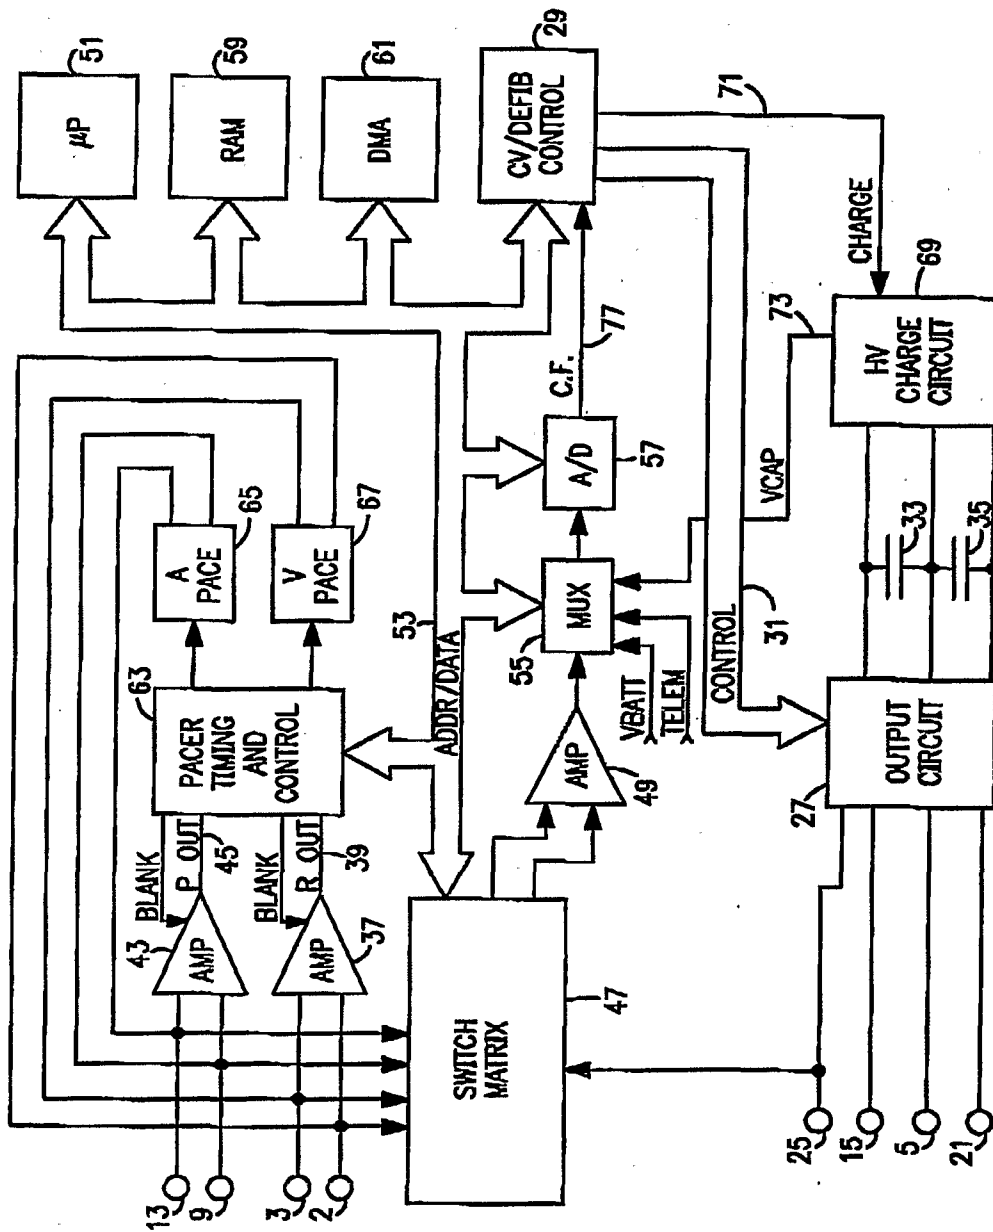 μP
51
RAM
59
DMA
61
CV/DEFIB
CONTROL
29
71
CHARGE
HV
CHARGE
CIRCUIT
69
73
VCAP
C.F.
77
A/D
57
MUX
55
VBATT
TELEM
CONTROL
31
33
35
A
PACE
65
V
PACE
67
53
ADDR/DATA
63
PACER
TIMING
AND
CONTROL
BLANK
P OUT
45
BLANK
R OUT
39
43
AMP
AMP
37
AMP
49
SWITCH
MATRIX
47
OUTPUT
CIRCUIT
27
13
9
3
2
25
15
5
21